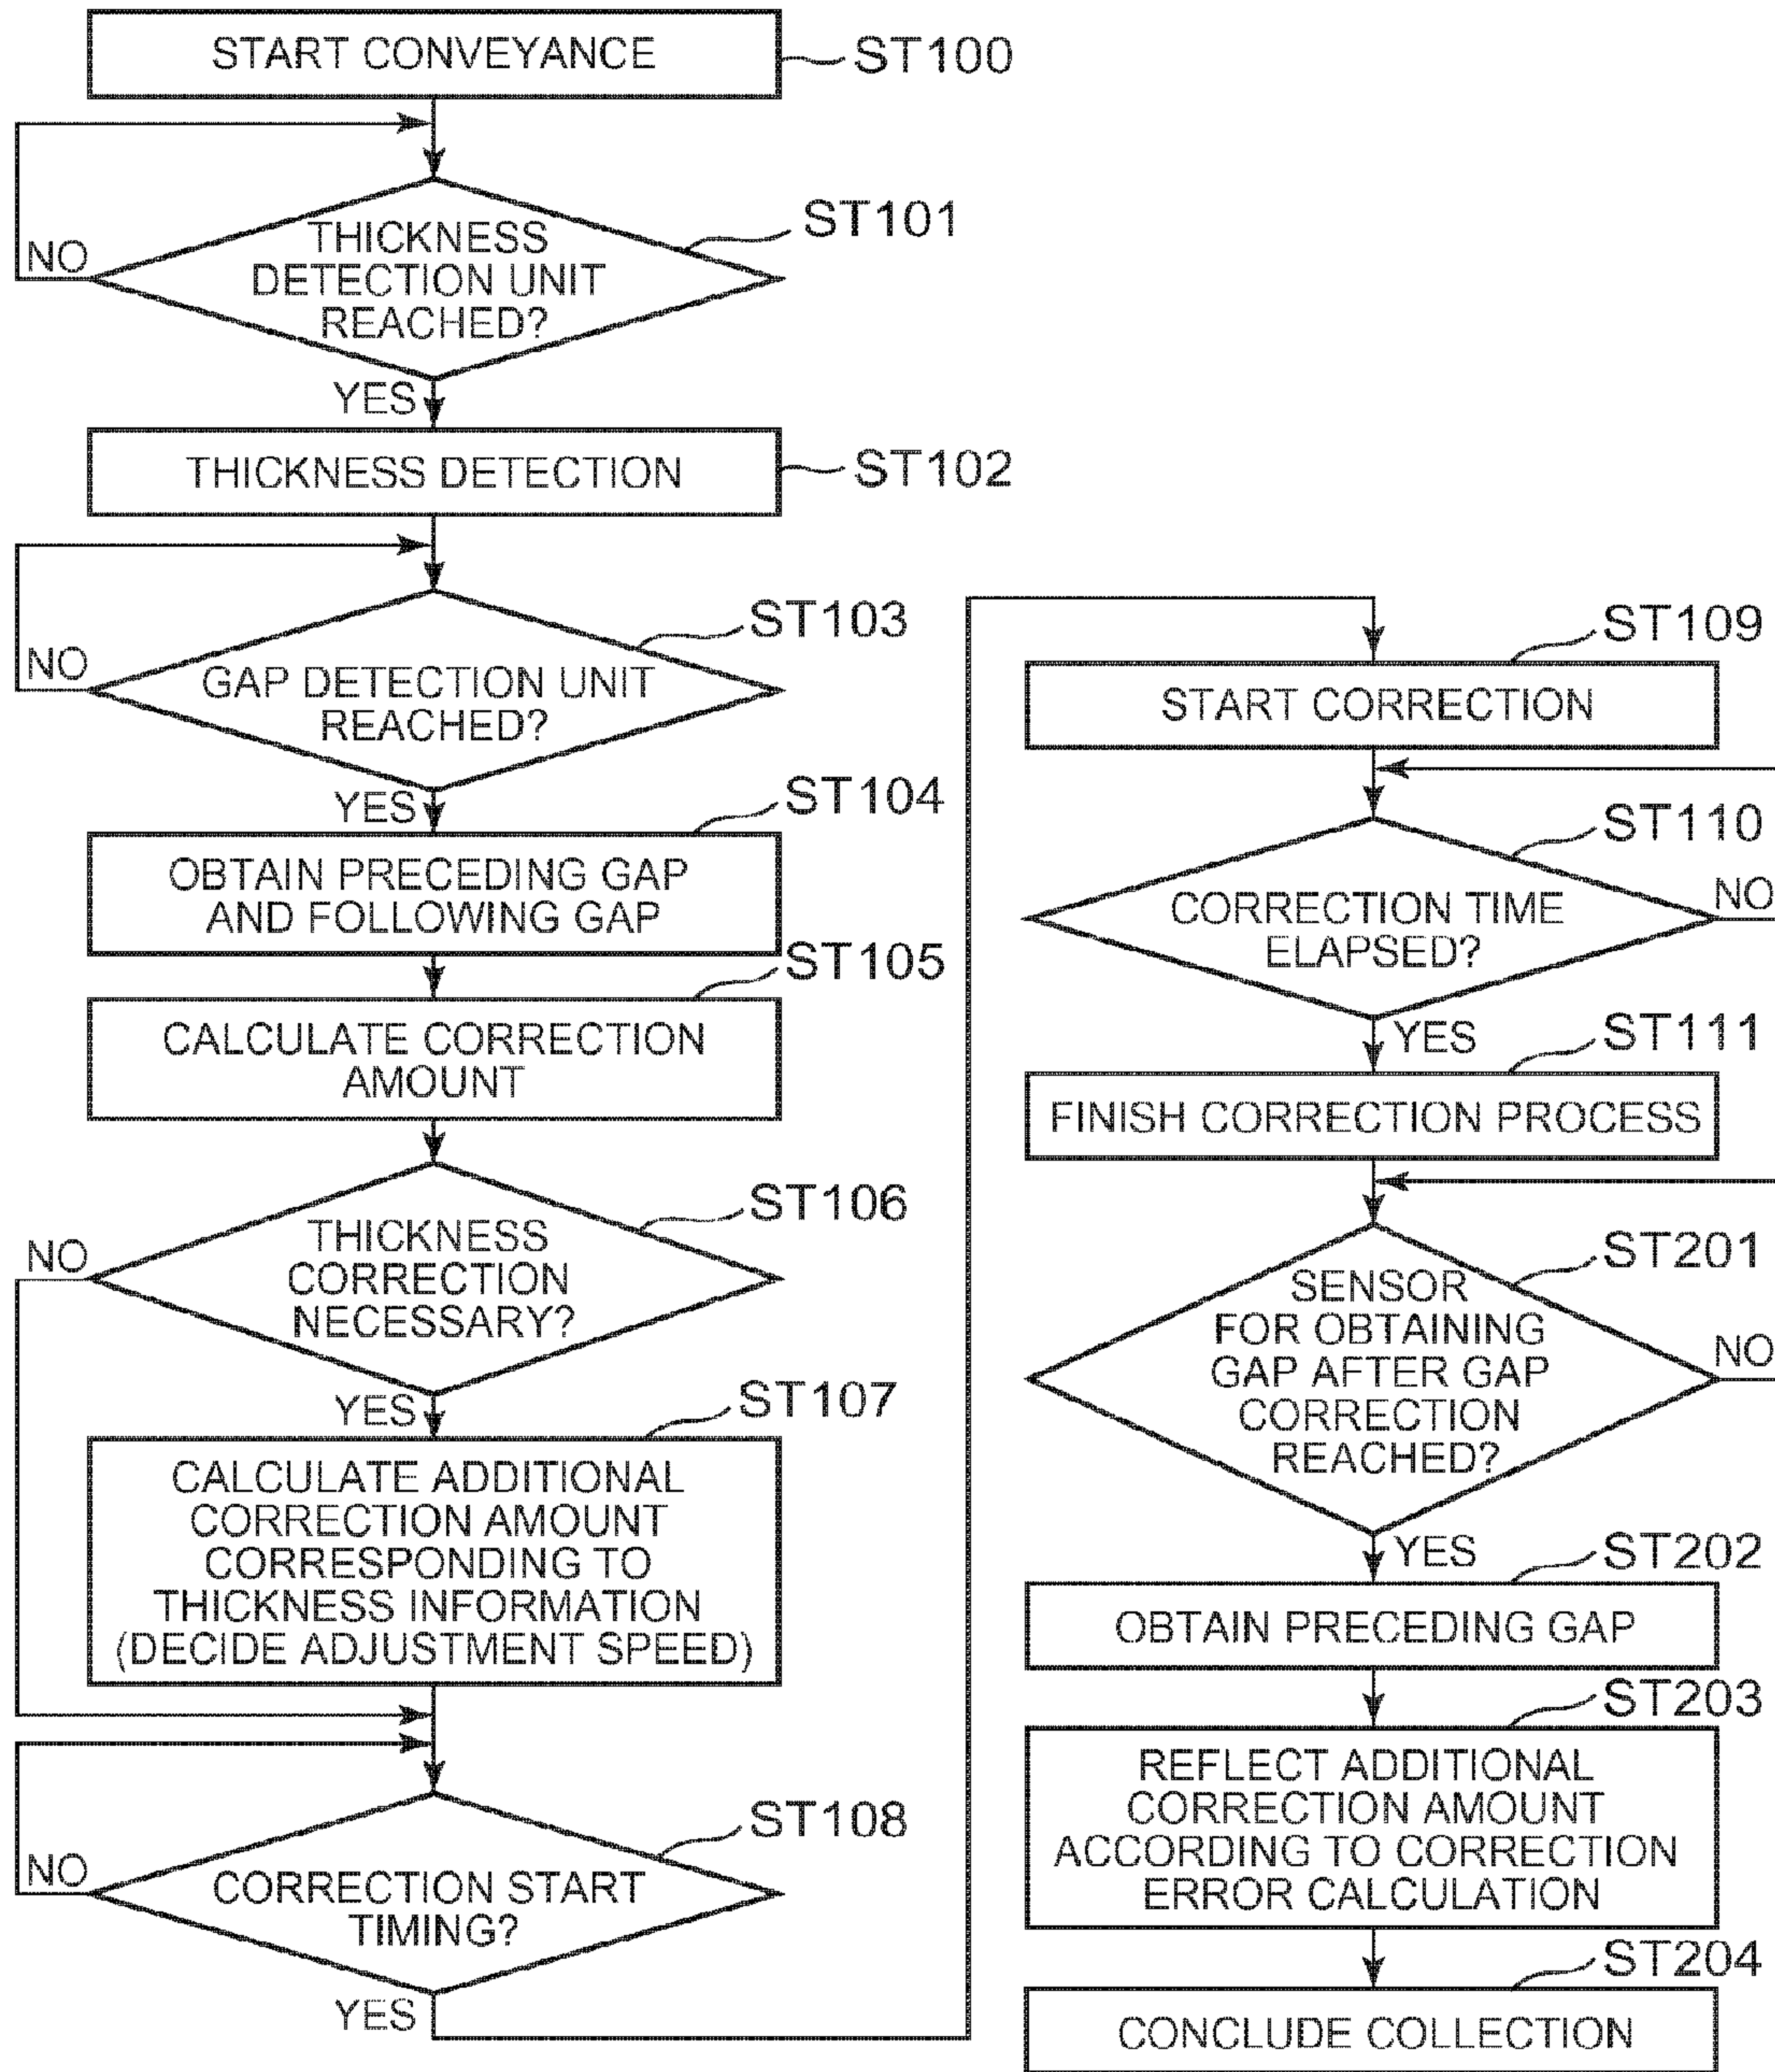 START CONVEYANCE
ST100
THICKNESS
DETECTION UNIT
REACHED?
ST101
NO
YES
THICKNESS DETECTION
ST102
GAP DETECTION UNIT
REACHED?
ST103
NO
YES
OBTAIN PRECEDING GAP
AND FOLLOWING GAP
ST104
CALCULATE CORRECTION
AMOUNT
ST105
THICKNESS
CORRECTION
NECESSARY?
ST106
NO
YES
CALCULATE ADDITIONAL
CORRECTION AMOUNT
CORRESPONDING TO
THICKNESS INFORMATION
(DECIDE ADJUSTMENT SPEED)
ST107
CORRECTION START
TIMING?
ST108
NO
YES
START CORRECTION
ST109
CORRECTION TIME
ELAPSED?
ST110
NO
YES
FINISH CORRECTION PROCESS
ST111
SENSOR
FOR OBTAINING
GAP AFTER GAP
CORRECTION
REACHED?
ST201
NO
YES
OBTAIN PRECEDING GAP
ST202
REFLECT ADDITIONAL
CORRECTION AMOUNT
ACCORDING TO CORRECTION
ERROR CALCULATION
ST203
CONCLUDE COLLECTION
ST204